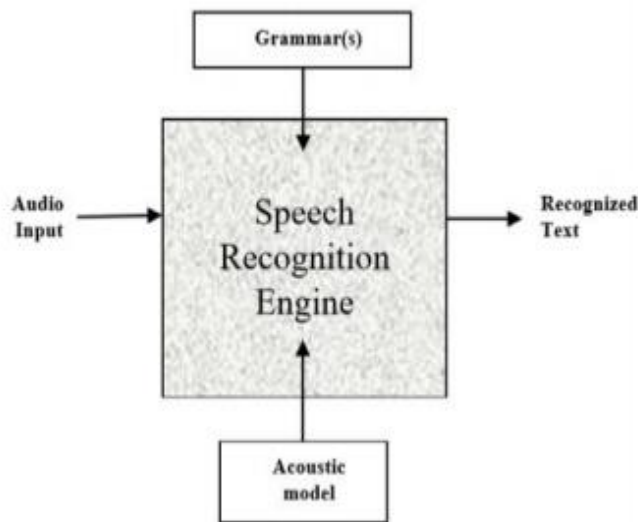 Grammar(s)
Audio
Input
Speech
Recognition
Engine
Recognized
Text
Acoustic
model